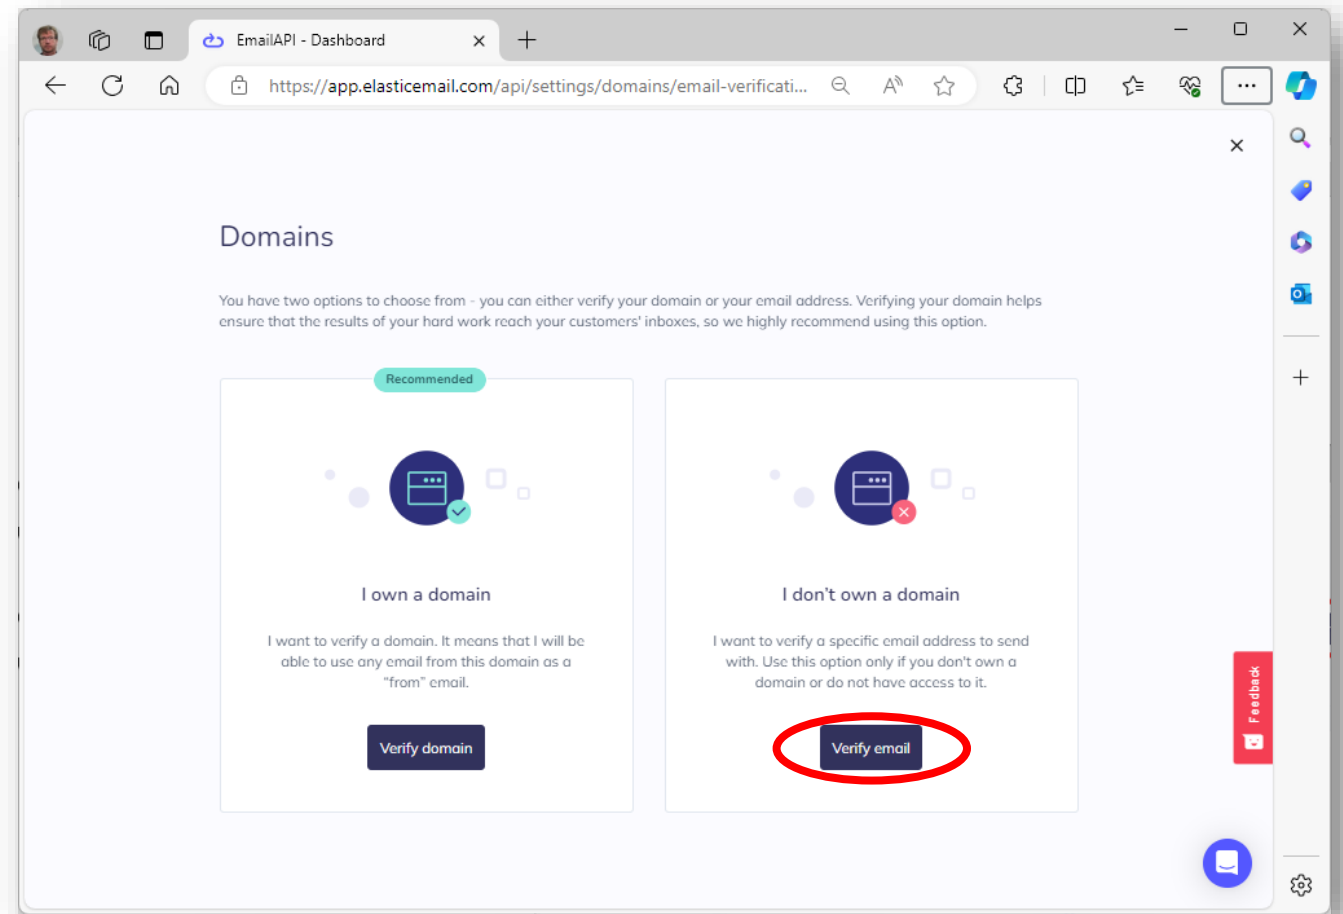 EmailAPI - Dashboard
https://app.elasticemail.com/api/settings/domains/email-verificati...
Domains
You have two options to choose from - you can either verify your domain or your email address. Verifying your domain helps
ensure that the results of your hard work reach your customers' inboxes, so we highly recommend using this option.
Recommended
I own a domain
I want to verify a domain. It means that I will be
able to use any email from this domain as a
"from" email.
Verify domain
I don't own a domain
I want to verify a specific email address to send
with. Use this option only if you don't own a
domain or do not have access to it.
Verify email
Feedback